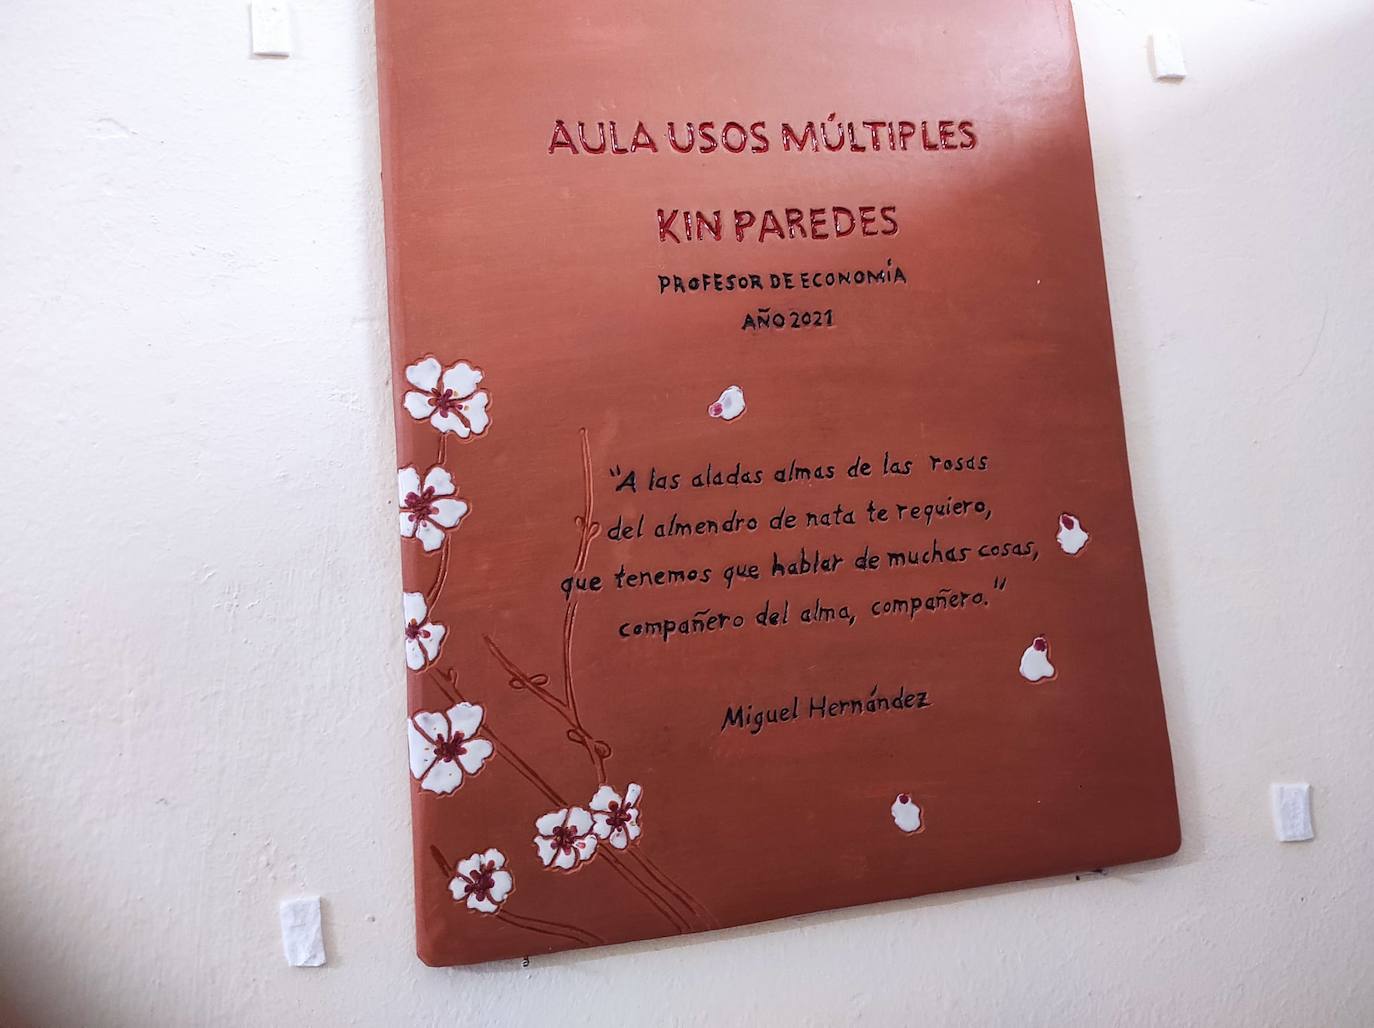 AULA USOS MÚLTIPLES
KIN PAREDES
PROFESOR DE ECONOMÍA
AÑO 2021
"A las aladas almas de las rosas
del almendro de nata te requiero,
que tenemos que hablar de muchas cosas,
compañero del alma, compañero."
Miguel Hernández